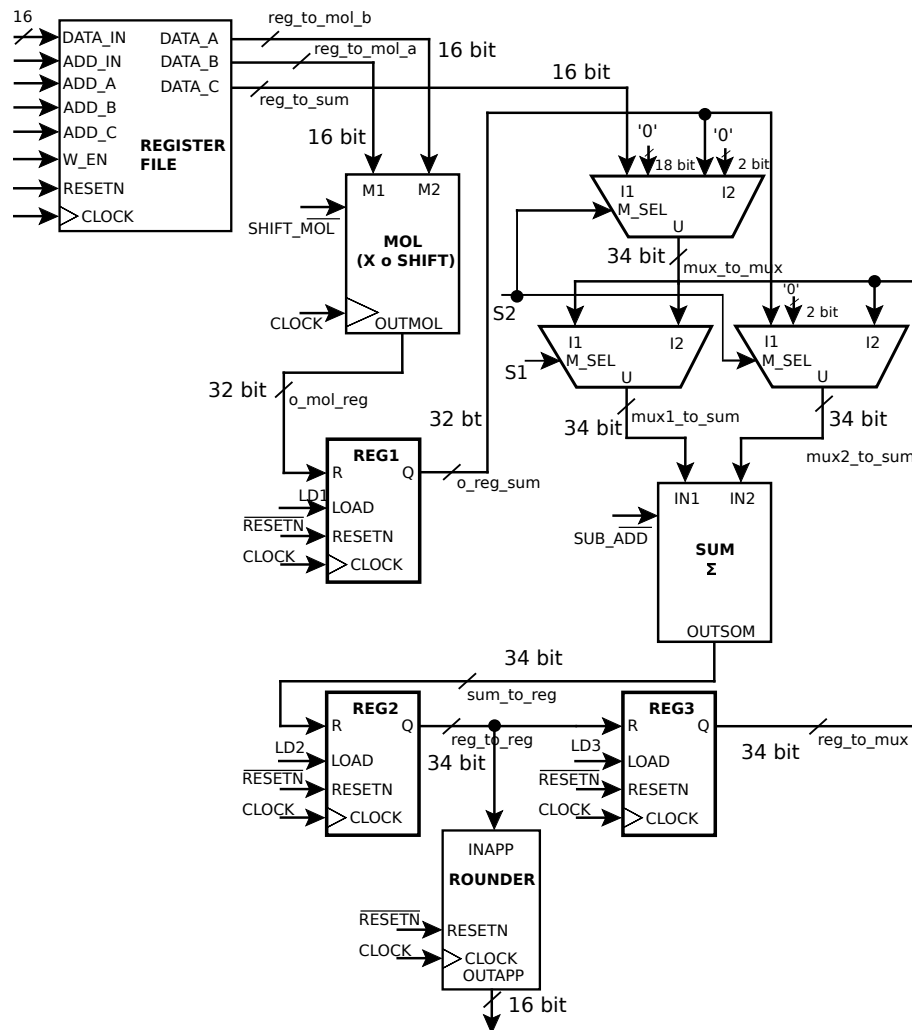 16
reg_to_mol_b
DATA_IN
DATA_A
ADD_IN
DATA_B
reg_to_mol_a
16 bit
ADD_A
DATA_C
16 bit
ADD_B
reg_to_sum
ADD_C
REGISTER
FILE
16 bit
W_EN
RESETN
CLOCK
'0'
'0'
18 bit
2 bit
M1
M2
I1
I2
M_SEL
U
SHIFT_MOL
MOL
(X o SHIFT)
34 bit
mux_to_mux
CLOCK
OUTMOL
S2
'0'
2 bit
I1
I2
M_SEL
U
I1
I2
M_SEL
U
S1
32 bit
o_mol_reg
32 bt
34 bit
mux1_to_sum
34 bit
mux2_to_sum
REG1
R
Q
o_reg_sum
LD1
LOAD
RESETN
RESETN
CLOCK
CLOCK
IN1
IN2
SUB_ADD
SUM
Σ
OUTSOM
34 bit
sum_to_reg
REG2
R
Q
reg_to_reg
34 bit
LD2
LOAD
RESETN
RESETN
CLOCK
CLOCK
REG3
R
Q
34 bit
reg_to_mux
LD3
LOAD
RESETN
RESETN
CLOCK
CLOCK
INAPP
ROUNDER
RESETN
RESETN
CLOCK
CLOCK
OUTAPP
16 bit